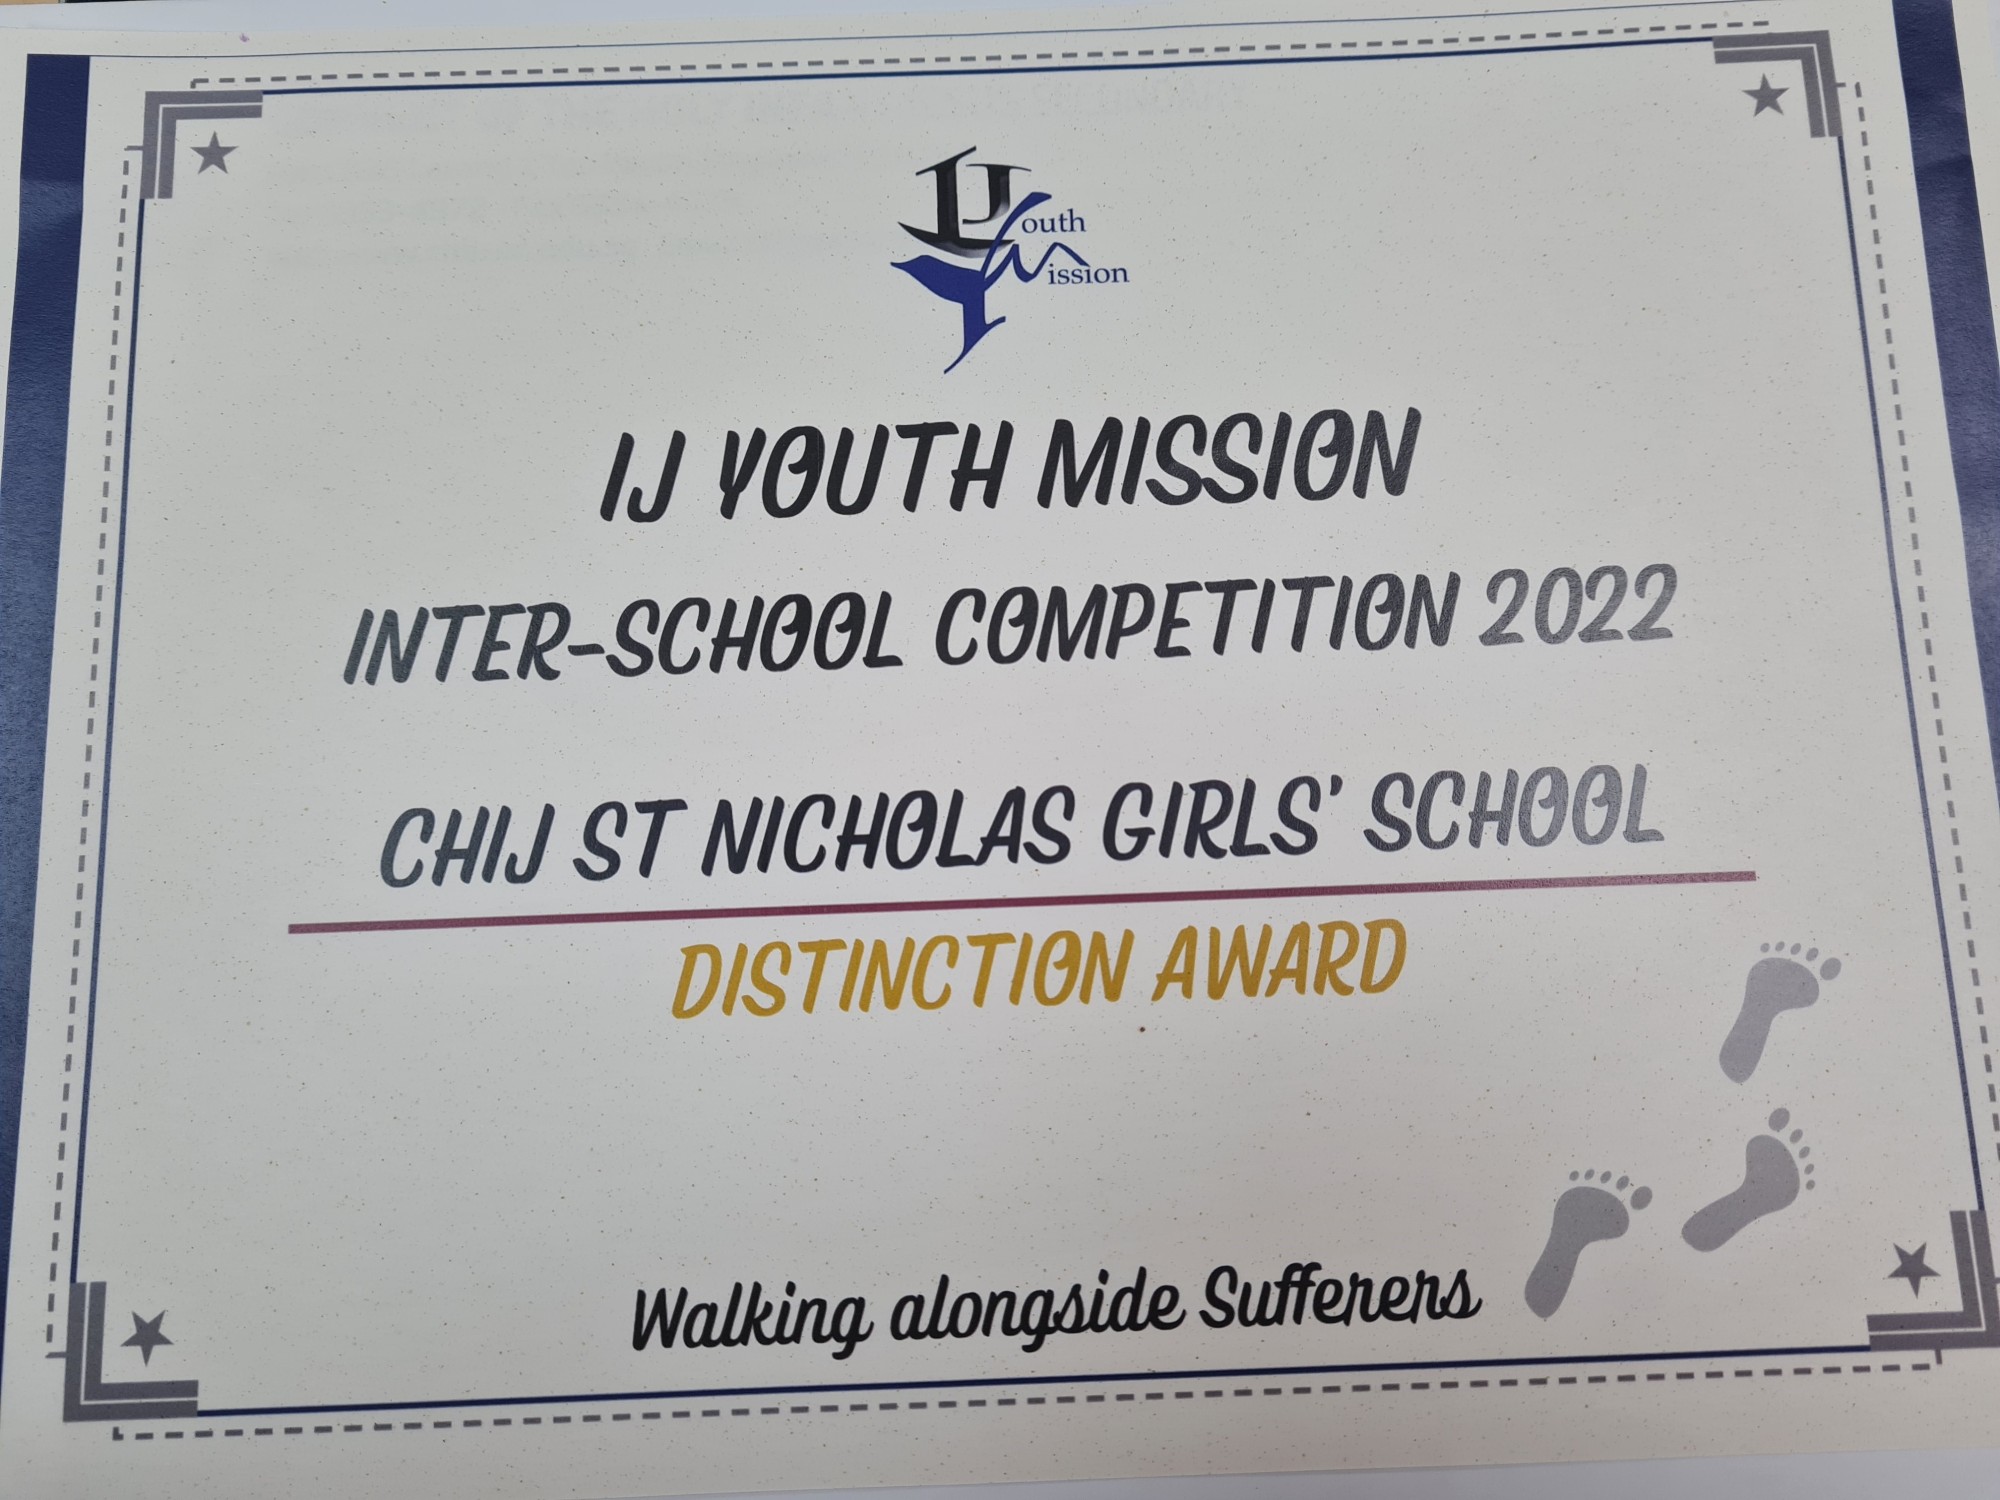 IJ Youth
Mission
IJ YOUTH MISSION
INTER-SCHOOL COMPETITION 2022
CHIJ ST NICHOLAS GIRLS' SCHOOL
DISTINCTION AWARD
Walking alongside Sufferers